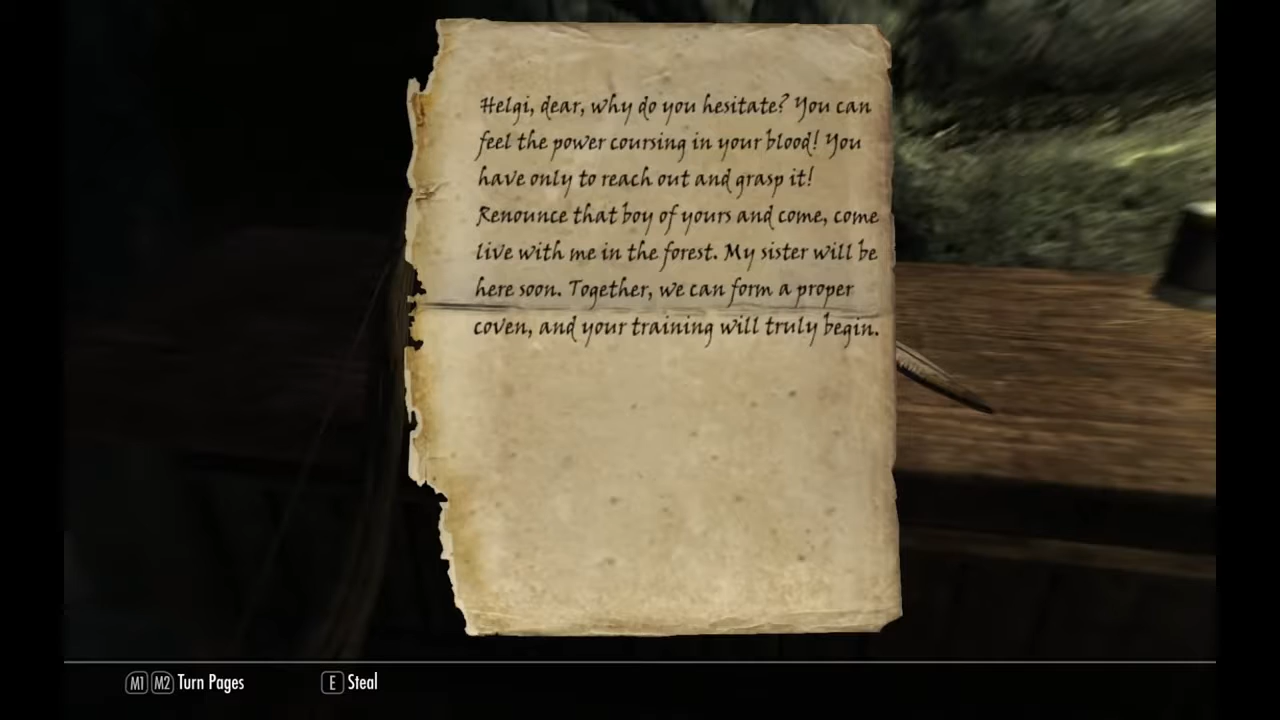 Helgi, dear, why do you hesitate? You can
feel the power coursing in your blood! You
have only to reach out and grasp it!
Renounce that boy of yours and come, come
live with me in the forest. My sister will be
here soon. Together, we can form a proper
coven, and your training will truly begin.
M1 M2 Turn Pages E Steal